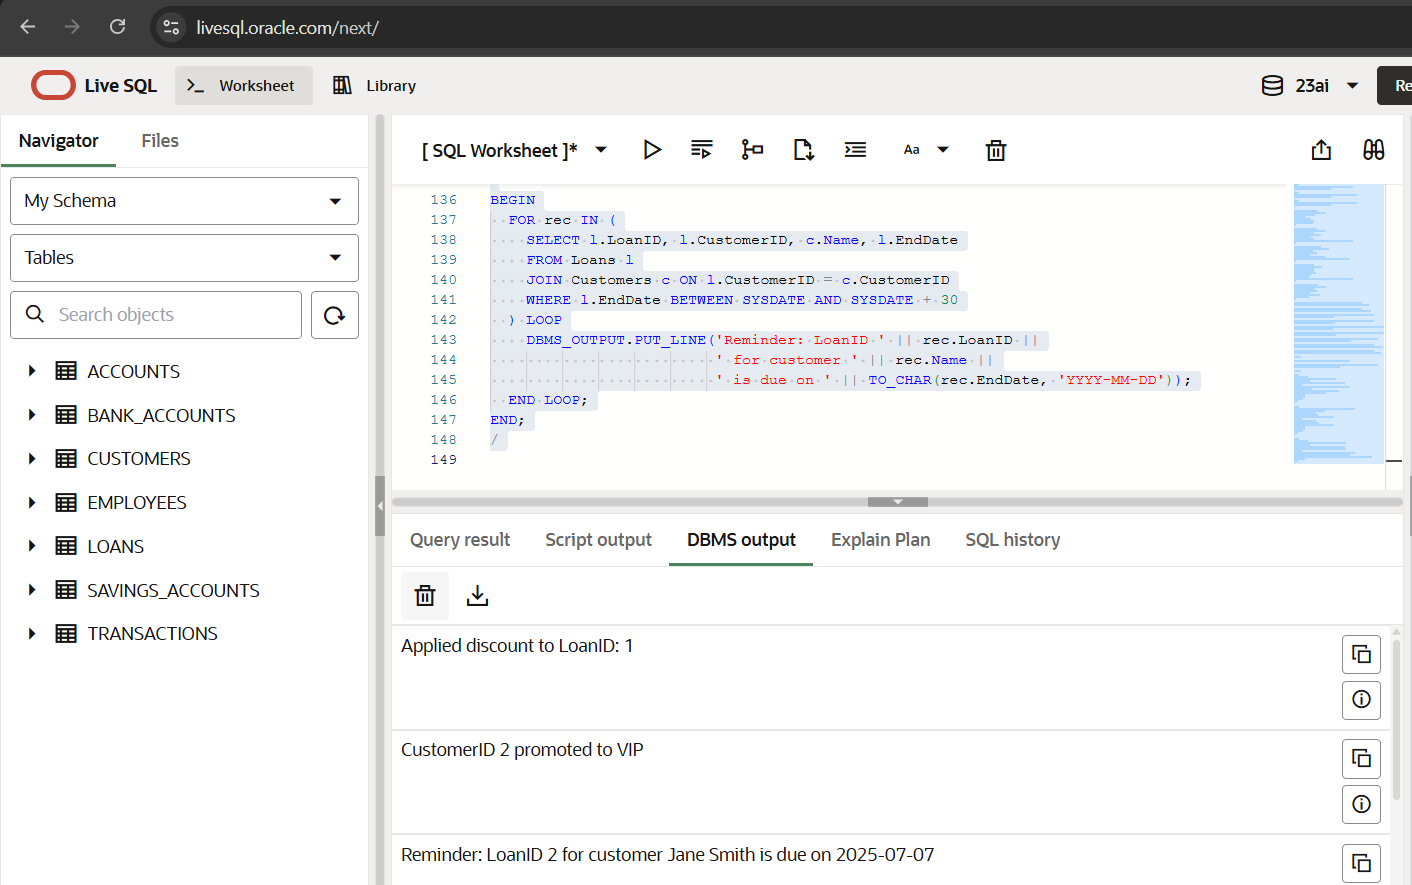 livesql.oracle.com/next/
Live SQL
Worksheet
Library
23ai
Re
Navigator
Files
[ SQL Worksheet ]*
Aa
My Schema
Tables
Search objects
ACCOUNTS
BANK_ACCOUNTS
CUSTOMERS
EMPLOYEES
LOANS
SAVINGS_ACCOUNTS
TRANSACTIONS
136 BEGIN
137 FOR rec IN (
138 SELECT l.LoanID, l.CustomerID, c.Name, l.EndDate
139 FROM Loans l
140 JOIN Customers c ON l.CustomerID = c.CustomerID
141 WHERE l.EndDate BETWEEN SYSDATE AND SYSDATE + 30
142 ) LOOP
143 DBMS_OUTPUT.PUT_LINE('Reminder: LoanID ' || rec.LoanID ||
144 ' for customer ' || rec.Name ||
145 ' is due on ' || TO_CHAR(rec.EndDate, 'YYYY-MM-DD'));
146 END LOOP;
147 END;
148 /
149
Query result
Script output
DBMS output
Explain Plan
SQL history
Applied discount to LoanID: 1
CustomerID 2 promoted to VIP
Reminder: LoanID 2 for customer Jane Smith is due on 2025-07-07